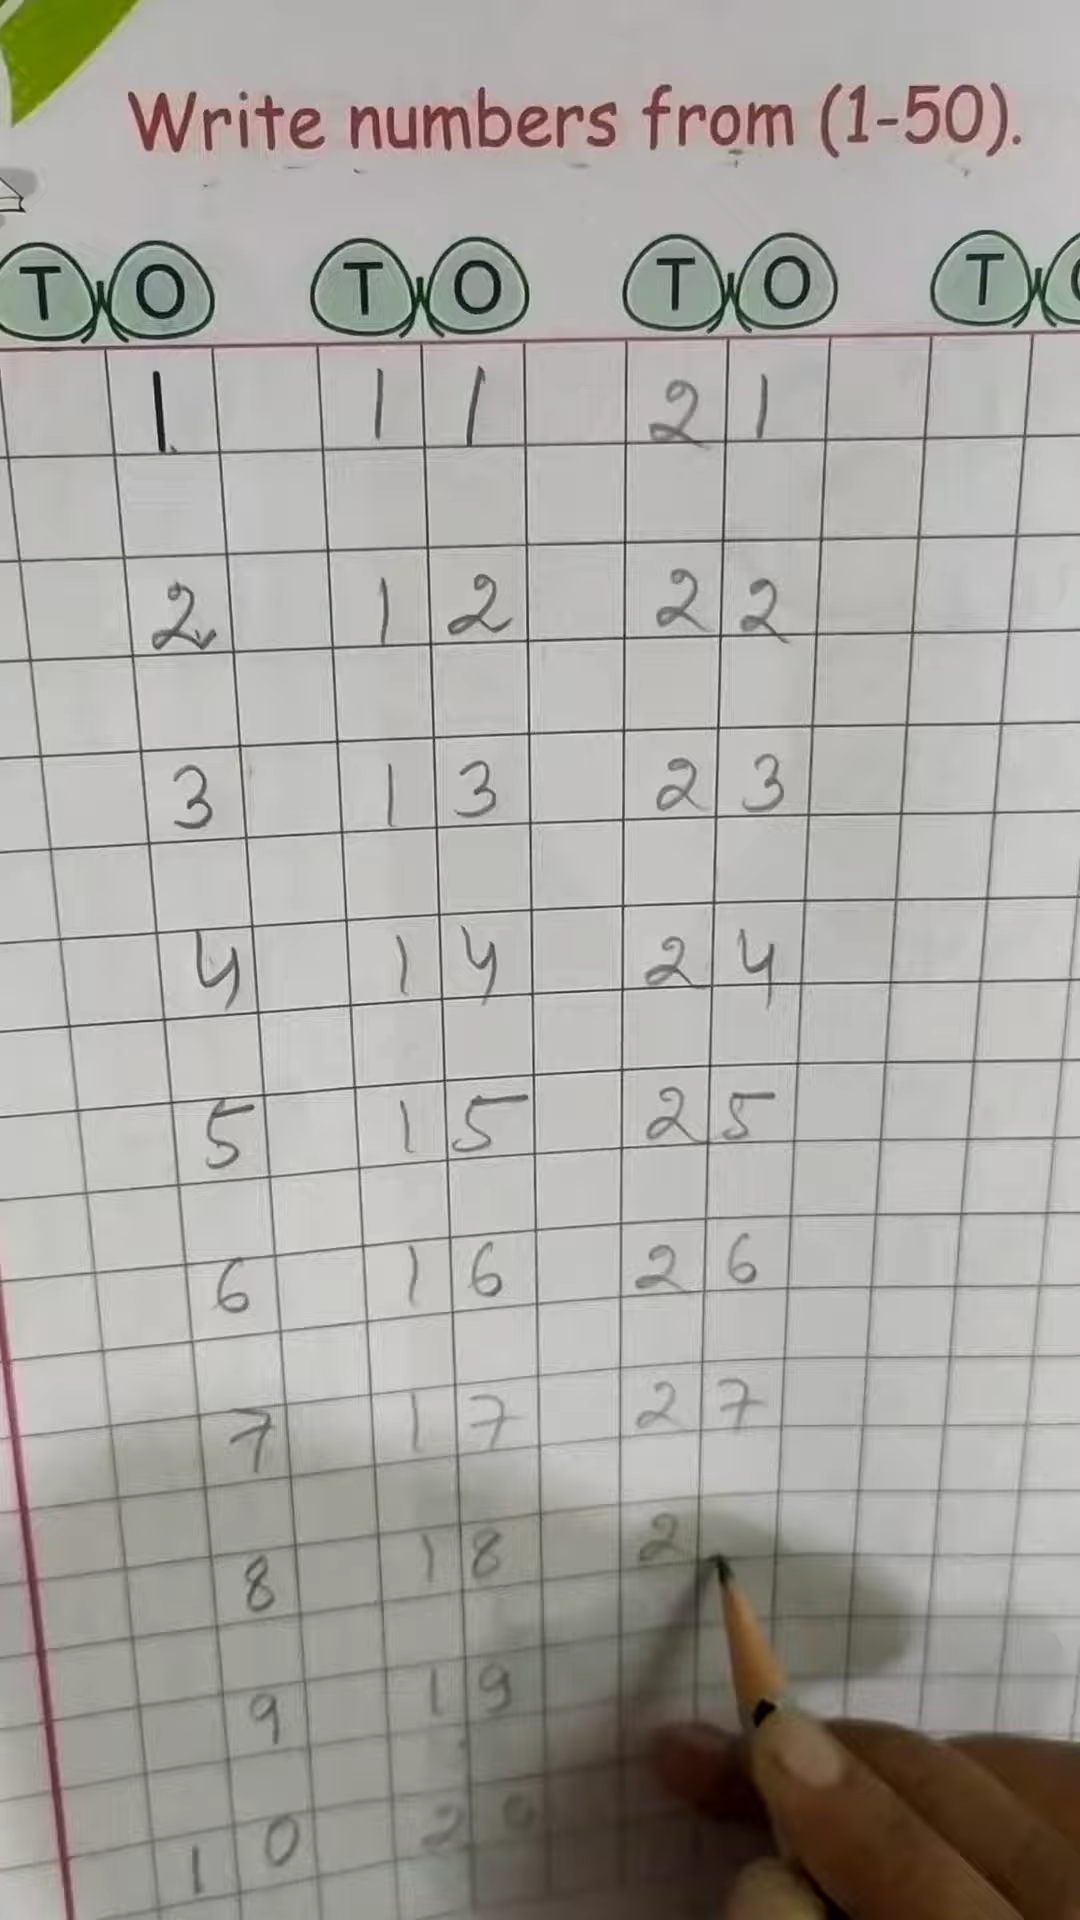 Write numbers from (1-50).
T O T O T O T
1 1 1 2 1
2 1 2 2 2
3 1 3 2 3
4 1 4 2 4
5 1 5 2 5
6 1 6 2 6
7 1 7 2 7
8 1 8 2
9 1 9
1 0 2 0